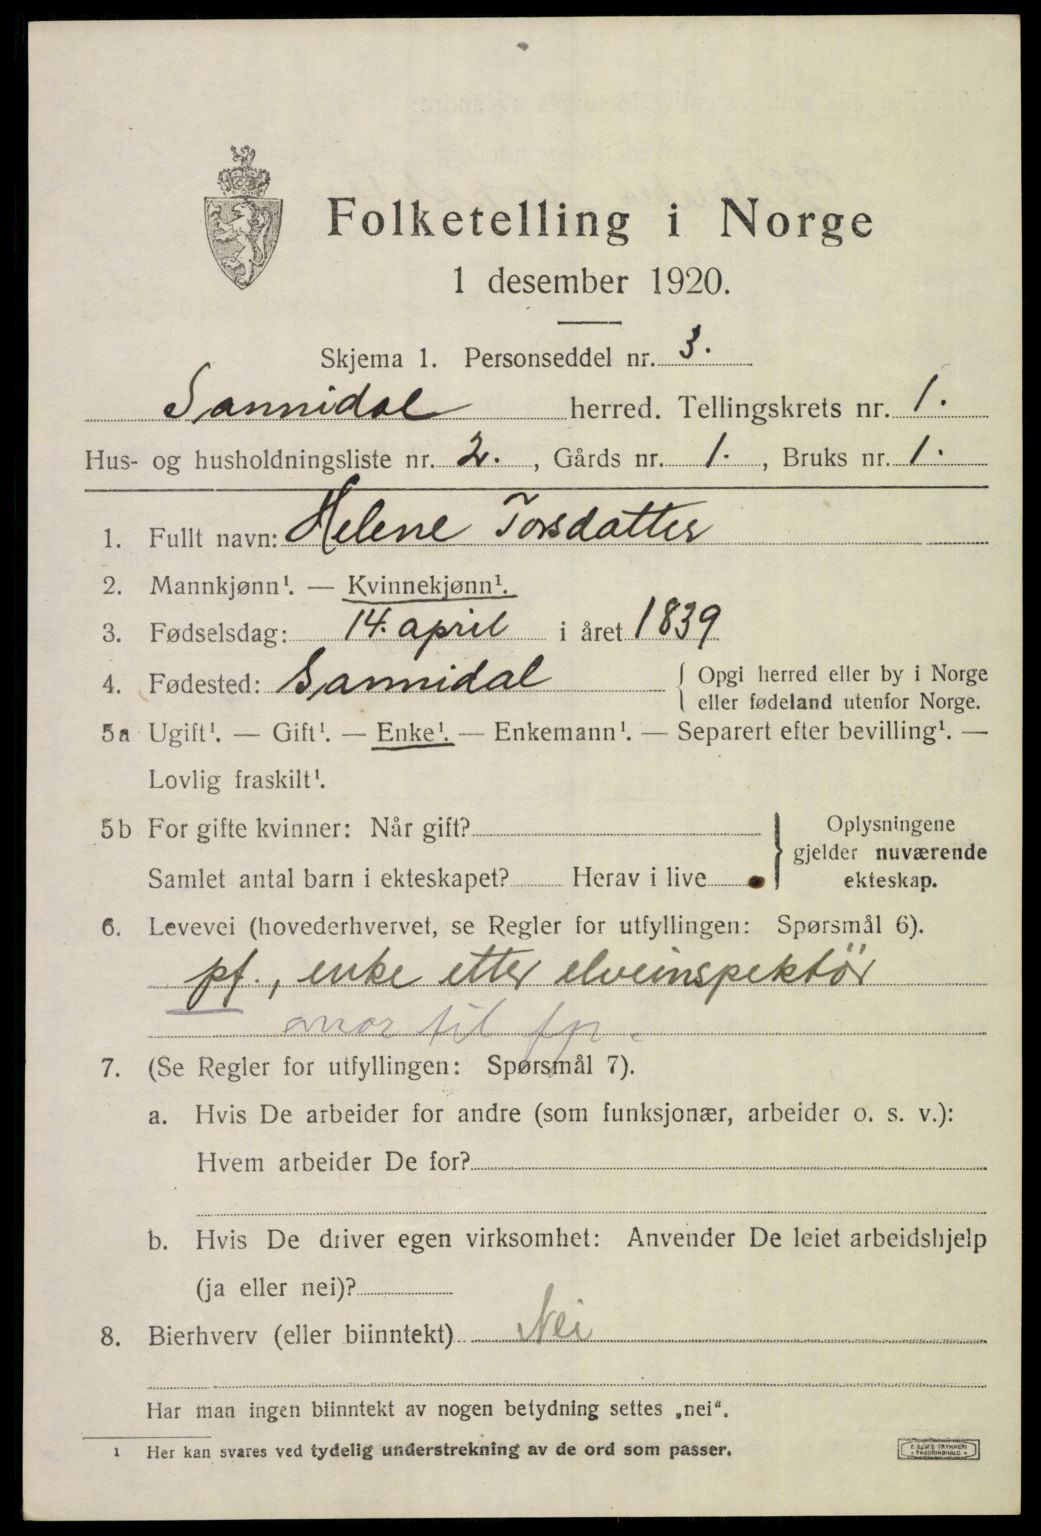 Folketelling i Norge
1 desember 1920.
Skjema 1. Personseddel nr. 3.
Sannidal herred. Tellingskrets nr. 1.
Hus- og husholdningsliste nr. 2. , Gårds nr. 1. , Bruks nr. 1.
1. Fullt navn: Helene Torsdatter
2. Mannkjønn¹. — Kvinnekjønn¹.
3. Fødselsdag: 14. april i året 1839
4. Fødested: Sannidal { Opgi herred eller by i Norge
eller fødeland utenfor Norge.
5a Ugift¹. — Gift¹. — Enke¹. — Enkemann¹. — Separert efter bevilling¹. —
Lovlig fraskilt¹.
5b For gifte kvinner: Når gift?
Samlet antal barn i ekteskapet? Herav i live
} Oplysningene
gjelder nuværende
ekteskap.
6. Levevei (hovederhvervet, se Regler for utfyllingen: Spørsmål 6).
pf., enke etter elveinspektör
mor til fp.
7. (Se Regler for utfyllingen: Spørsmål 7).
a. Hvis De arbeider for andre (som funksjonær, arbeider o. s. v.):
Hvem arbeider De for?
b. Hvis De driver egen virksomhet: Anvender De leiet arbeidshjelp
(ja eller nei)?
8. Bierhverv (eller biinntekt) Nei
Har man ingen biinntekt av nogen betydning settes „nei“.
¹ Her kan svares ved tydelig understrekning av de ord som passer.
E. SEM'S TRYKKERI
FREDRIKSHALD